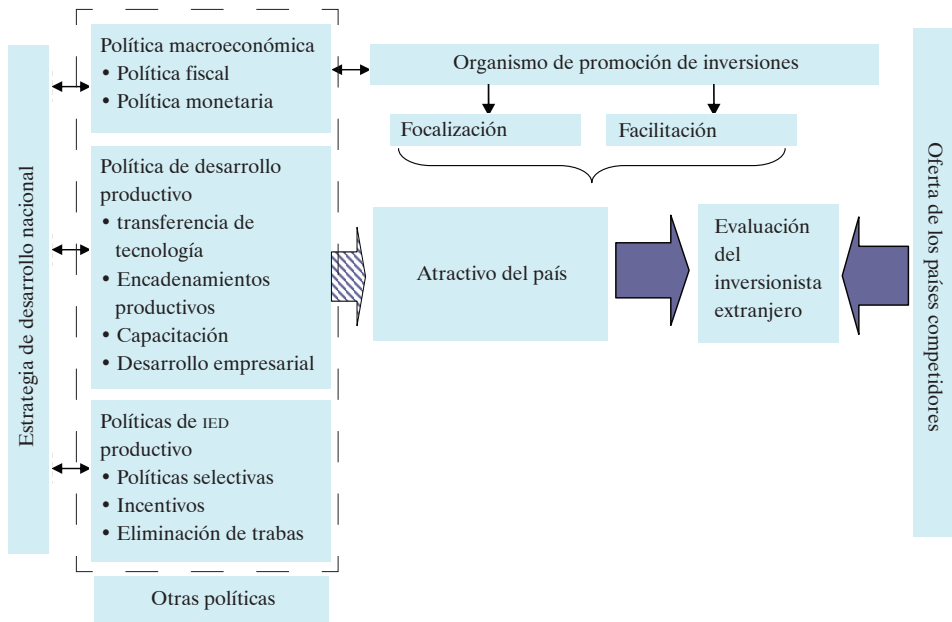 Estrategia de desarrollo nacional
Política macroeconómica
• Política fiscal
• Política monetaria
Política de desarrollo
productivo
• transferencia de
tecnología
• Encadenamientos
productivos
• Capacitación
• Desarrollo empresarial
Políticas de IED
productivo
• Políticas selectivas
• Incentivos
• Eliminación de trabas
Otras políticas
Organismo de promoción de inversiones
Focalización
Facilitación
Atractivo del país
Evaluación
del
inversionista
extranjero
Oferta de los países competidores